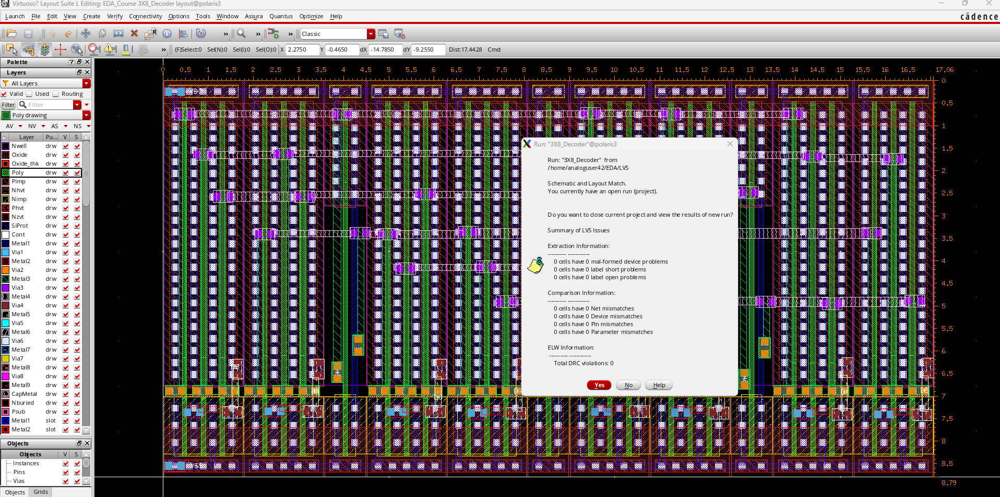 Virtuoso? Layout Suite L Editing: EDA_Course 3X8_Decoder layout@polaris3
Launch File Edit View Create Verify Connectivity Options Tools Window Assura Quantus Optimize Help
cādence
» » » Classic
» (F)Select:0 Sel(N):0 Sel(I):0 Sel(O):0 X 2.2750 Y -0.4650 dX -14.7850 dY -9.2550 Dist:17.4428 Cmd:
Palette
Layers
All Layers
Valid Used Routing
Filter Filter
Poly drawing
AV NV AS NS
Layer Pu... V S
Nwell drw
Oxide drw
Oxide_thk drw
Poly drw
Pimp drw
Nhvt drw
Nimp drw
Phvt drw
Nzvt drw
SiProt drw
Cont drw
Metal1 drw
Via1 drw
Metal2 drw
Via2 drw
Metal3 drw
Via3 drw
Metal4 drw
Via4 drw
Metal5 drw
Via5 drw
Metal6 drw
Via6 drw
Metal7 drw
Via7 drw
Metal8 drw
Via8 drw
Metal9 drw
CapMetal drw
Nburied drw
Psub drw
Metal1 slot
Metal2 slot
Objects
Objects V S
Instances
Pins
Vias
Objects Grids
0 0.5 1 1.5 2 2.5 3 3.5 4 4.5 5 5.5 6 6.5 7 7.5 8 8.5 9 9.5 10 10.5 11 11.5 12 12.5 13 13.5 14 14.5 15 15.5 16 16.5 17.06
0
0.5
1
1.5
2
2.5
3
3.5
4
4.5
5
5.5
6
6.5
7
7.5
8
8.5
8.79
Run: "3X8_Decoder"@polaris3
Run: "3X8_Decoder" from
/home/analoguser42/EDA/LVS
Schematic and Layout Match.
You currently have an open run (project).
Do you want to close current project and view the results of new run?
Summary of LVS Issues
Extraction Information:
---------- -----------
0 cells have 0 mal-formed device problems
0 cells have 0 label short problems
0 cells have 0 label open problems
Comparison Information:
---------- -----------
0 cells have 0 Net mismatches
0 cells have 0 Device mismatches
0 cells have 0 Pin mismatches
0 cells have 0 Parameter mismatches
ELW Information:
---------- -----------
Total DRC violations: 0
Yes No Help